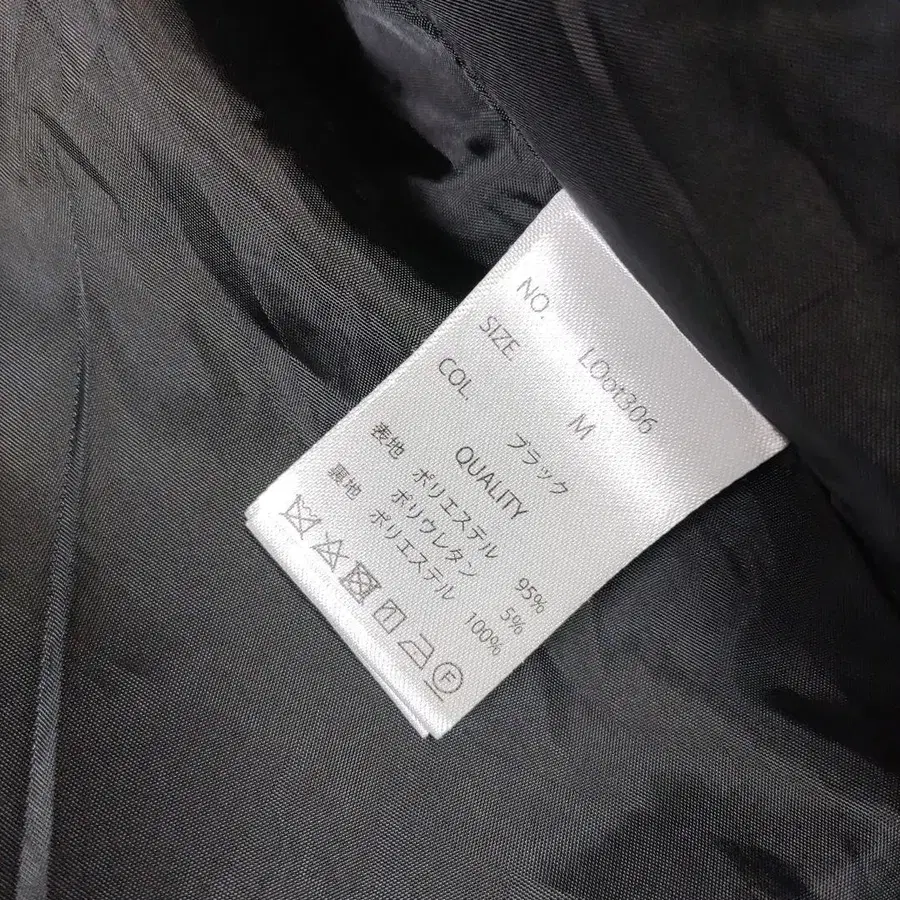 NO. LOot306
SIZE M
COL. ブラック
QUALITY
表地 ポリエステル 95%
ポリウレタン 5%
裏地 ポリエステル 100%
F